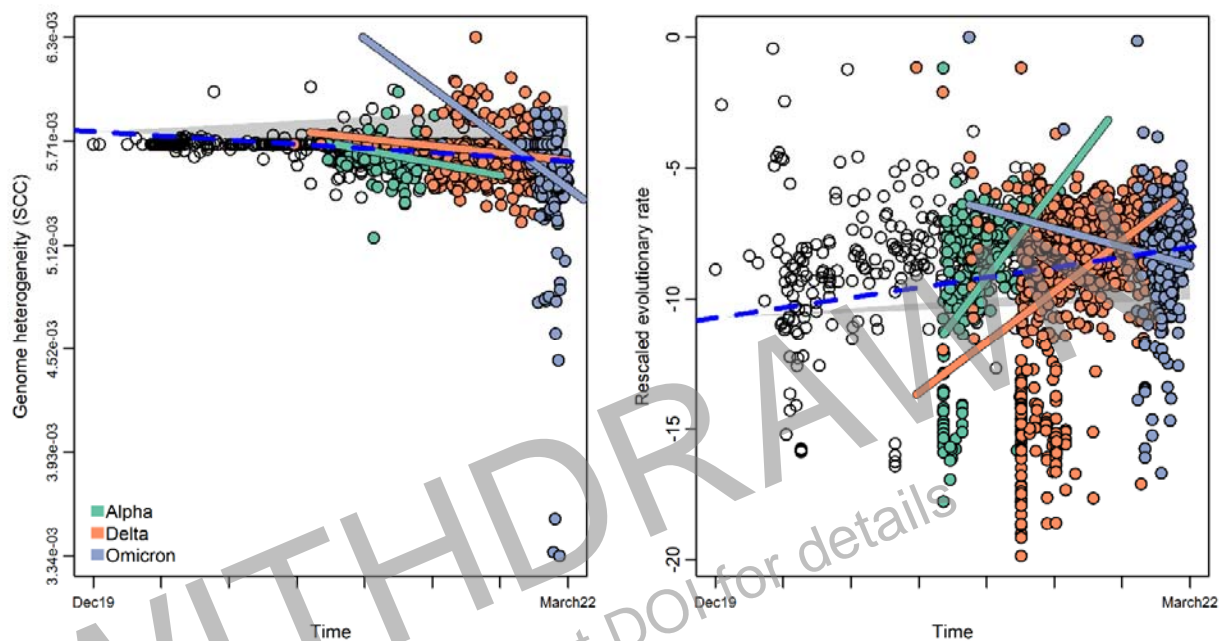 Genome heterogeneity (SCC)
6.3e-03
5.71e-03
5.12e-03
4.52e-03
3.93e-03
3.34e-03
Alpha
Delta
Omicron
Dec19
March22
Time
Rescaled evolutionary rate
0
-5
-10
-15
-20
Dec19
March22
Time
WITHDRAWN
DOI for details